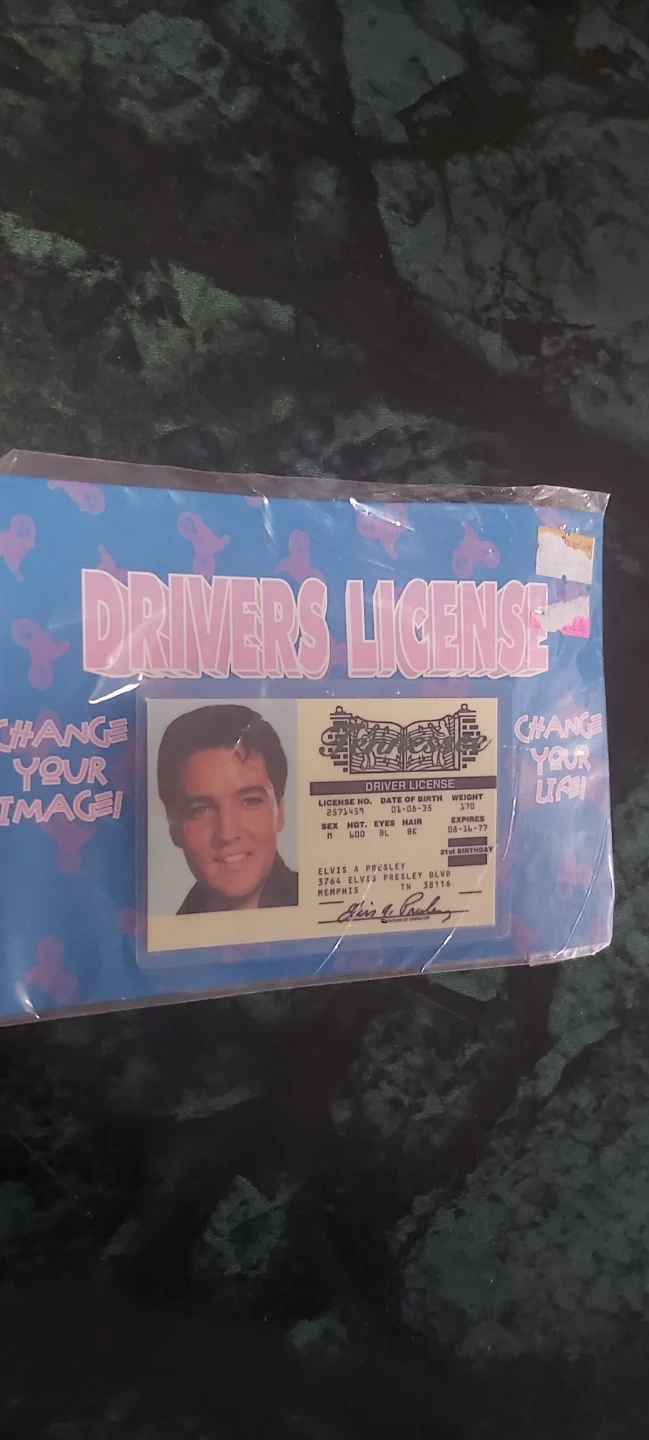 DRIVERS LICENSE
CHANGE
YOUR
IMAGE!
CHANGE
YOUR
LIFE!
Tennessee
DRIVER LICENSE
LICENSE NO. DATE OF BIRTH WEIGHT
2571459 01-08-35 170
SEX HGT. EYES HAIR EXPIRES
M 600 BL BK 08-16-77
21st BIRTHDAY
ELVIS A PRESLEY
3764 ELVIS PRESLEY BLVD
MEMPHIS TN 38116
Elvis A. Presley